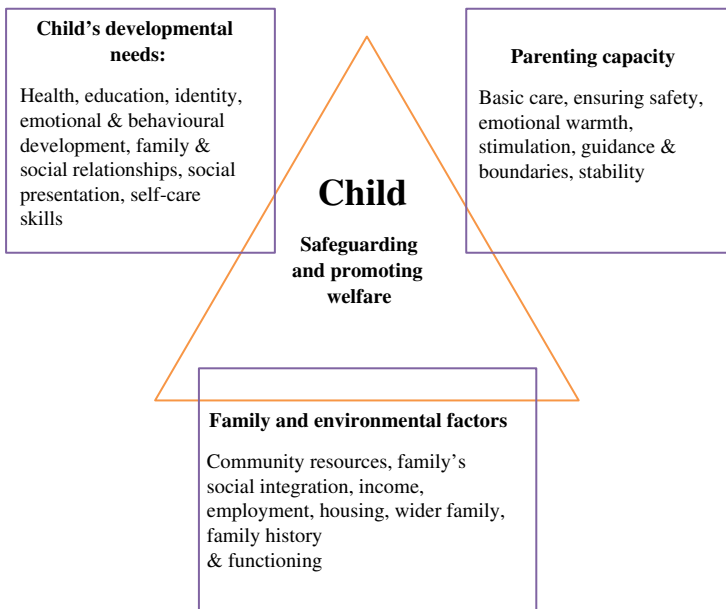 Child’s developmental
needs:
Health, education, identity,
emotional & behavioural
development, family &
social relationships, social
presentation, self-care
skills
Parenting capacity
Basic care, ensuring safety,
emotional warmth,
stimulation, guidance &
boundaries, stability
Child
Safeguarding
and promoting
welfare
Family and environmental factors
Community resources, family’s
social integration, income,
employment, housing, wider family,
family history
& functioning